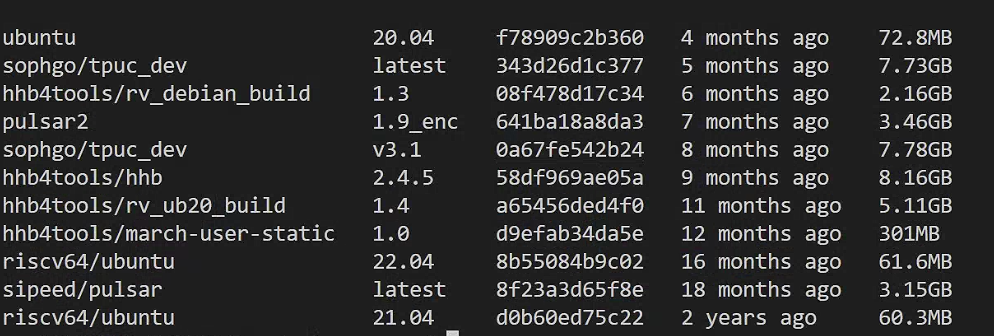 ubuntu 20.04 f78909c2b360 4 months ago 72.8MB
sophgo/tpuc_dev latest 343d26d1c377 5 months ago 7.73GB
hhb4tools/rv_debian_build 1.3 08f478d17c34 6 months ago 2.16GB
pulsar2 1.9_enc 641ba18a8da3 7 months ago 3.46GB
sophgo/tpuc_dev v3.1 0a67fe542b24 8 months ago 7.78GB
hhb4tools/hhb 2.4.5 58df969ae05a 9 months ago 8.16GB
hhb4tools/rv_ub20_build 1.4 a65456ded4f0 11 months ago 5.11GB
hhb4tools/march-user-static 1.0 d9efab34da5e 12 months ago 301MB
riscv64/ubuntu 22.04 8b55084b9c02 16 months ago 61.6MB
sipeed/pulsar latest 8f23a3d65f8e 18 months ago 3.15GB
riscv64/ubuntu 21.04 d0b60ed75c22 2 years ago 60.3MB